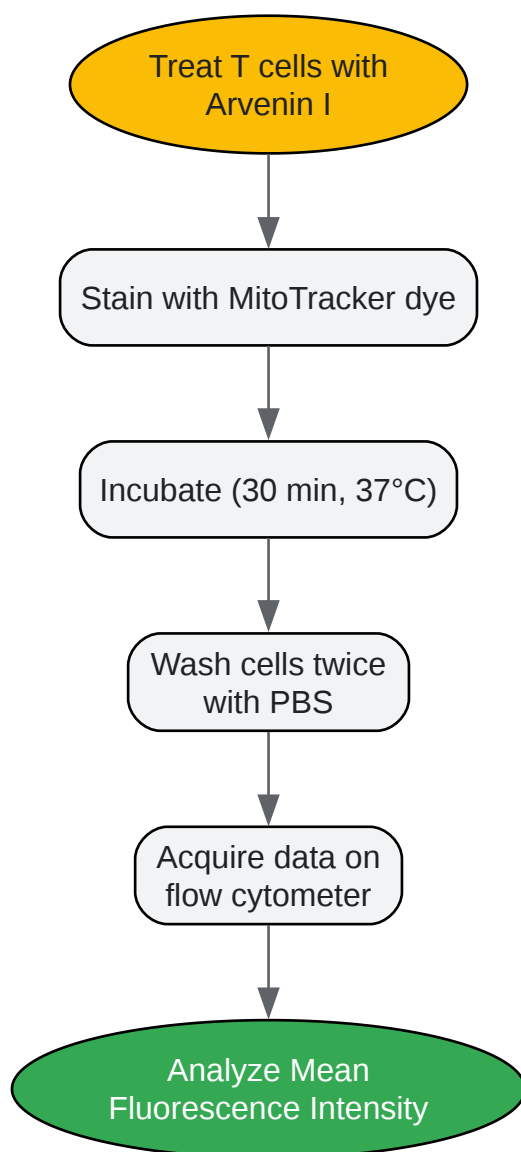 Treat T cells with
Arvenin I
Stain with MitoTracker dye
Incubate (30 min, 37°C)
Wash cells twice
with PBS
Acquire data on
flow cytometer
Analyze Mean
Fluorescence Intensity